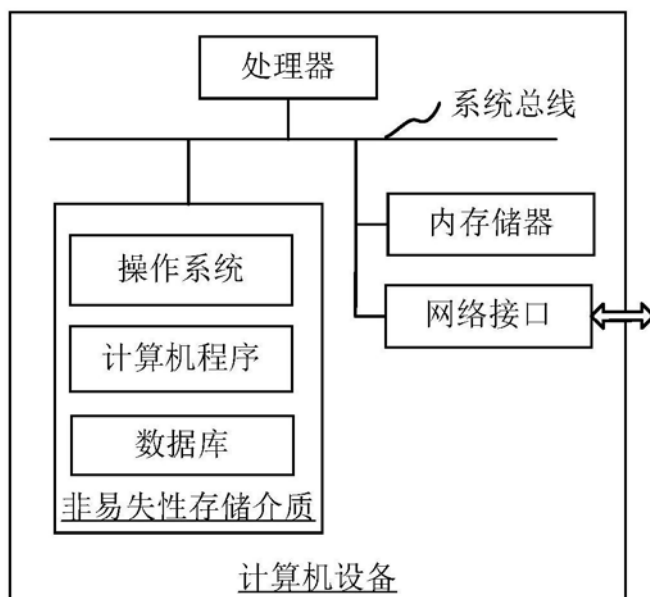 处理器
系统总线
内存储器
操作系统
网络接口
计算机程序
数据库
非易失性存储介质
计算机设备